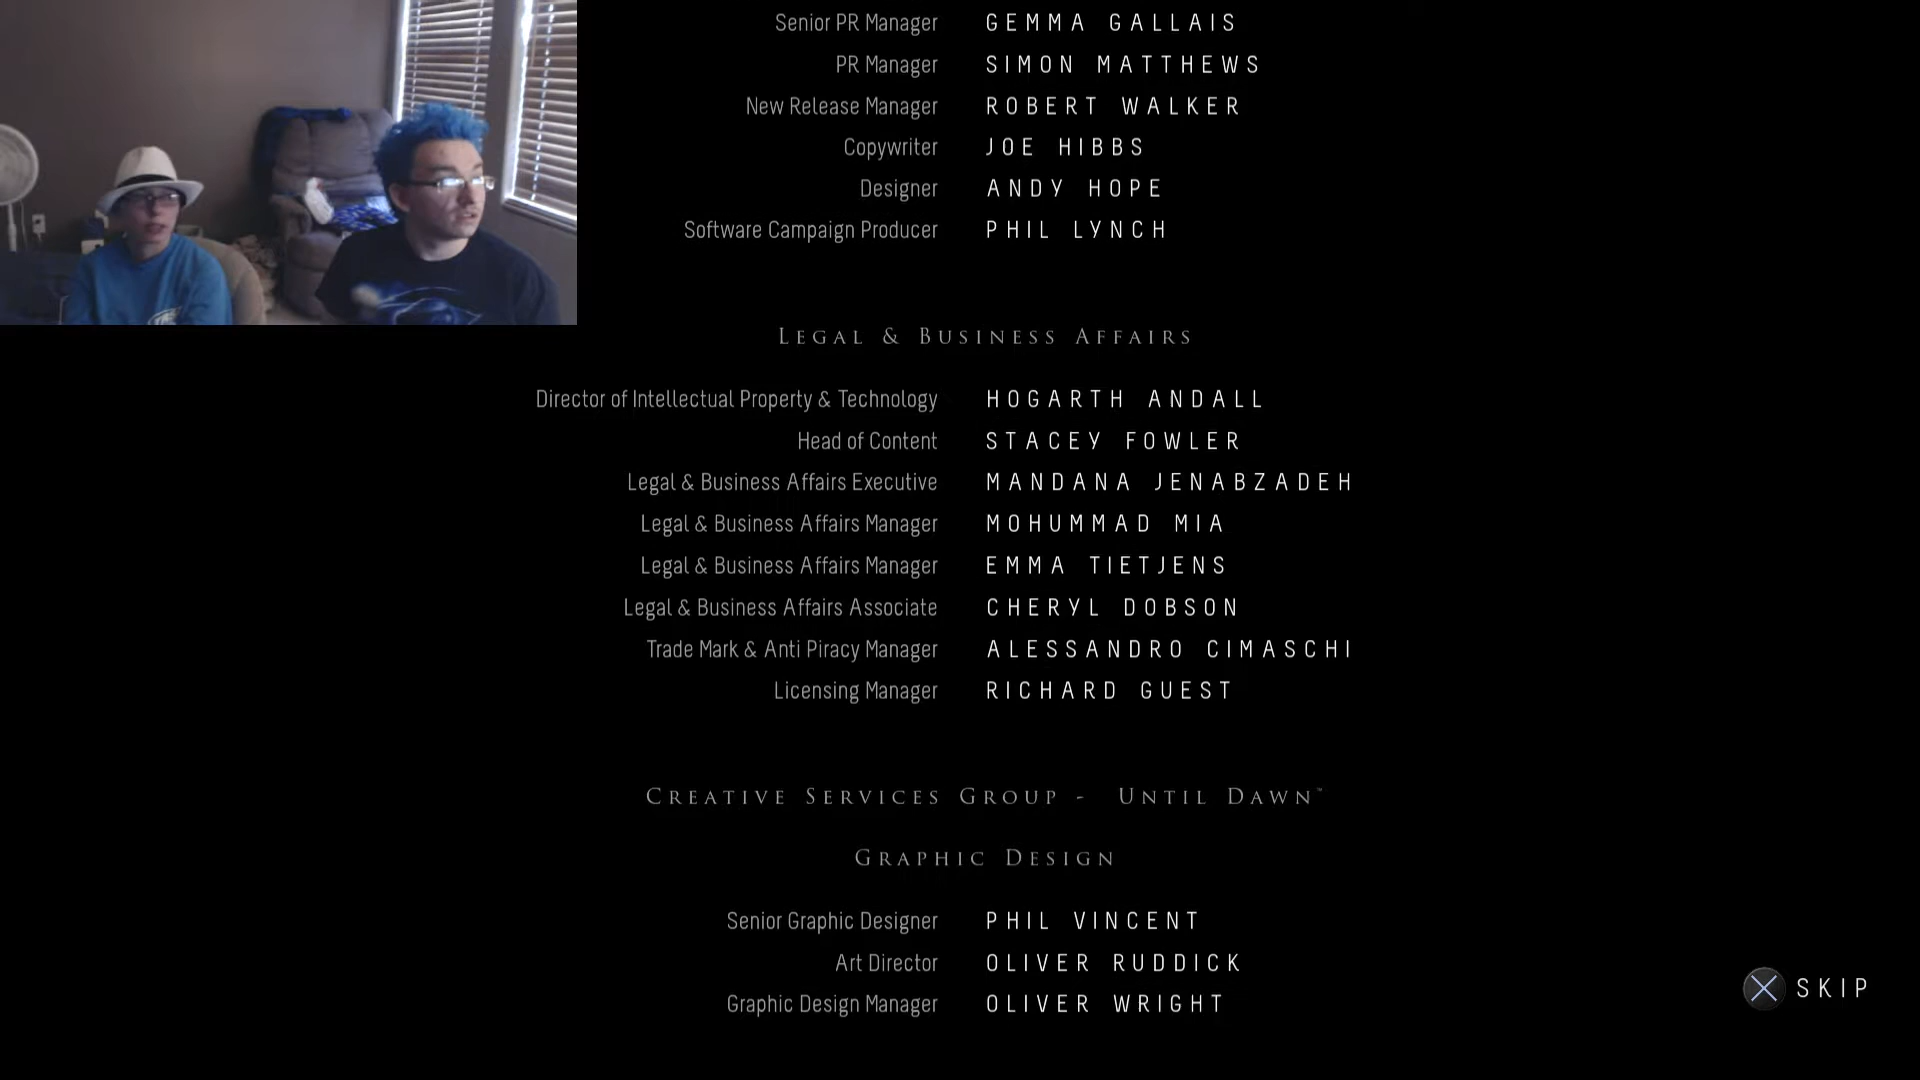 Senior PR Manager GEMMA GALLAIS
PR Manager SIMON MATTHEWS
New Release Manager ROBERT WALKER
Copywriter JOE HIBBS
Designer ANDY HOPE
Software Campaign Producer PHIL LYNCH
LEGAL & BUSINESS AFFAIRS
Director of Intellectual Property & Technology HOGARTH ANDALL
Head of Content STACEY FOWLER
Legal & Business Affairs Executive MANDANA JENABZADEH
Legal & Business Affairs Manager MOHUMMAD MIA
Legal & Business Affairs Manager EMMA TIETJENS
Legal & Business Affairs Associate CHERYL DOBSON
Trade Mark & Anti Piracy Manager ALESSANDRO CIMASCHI
Licensing Manager RICHARD GUEST
CREATIVE SERVICES GROUP - UNTIL DAWN™
GRAPHIC DESIGN
Senior Graphic Designer PHIL VINCENT
Art Director OLIVER RUDDICK
Graphic Design Manager OLIVER WRIGHT
SKIP